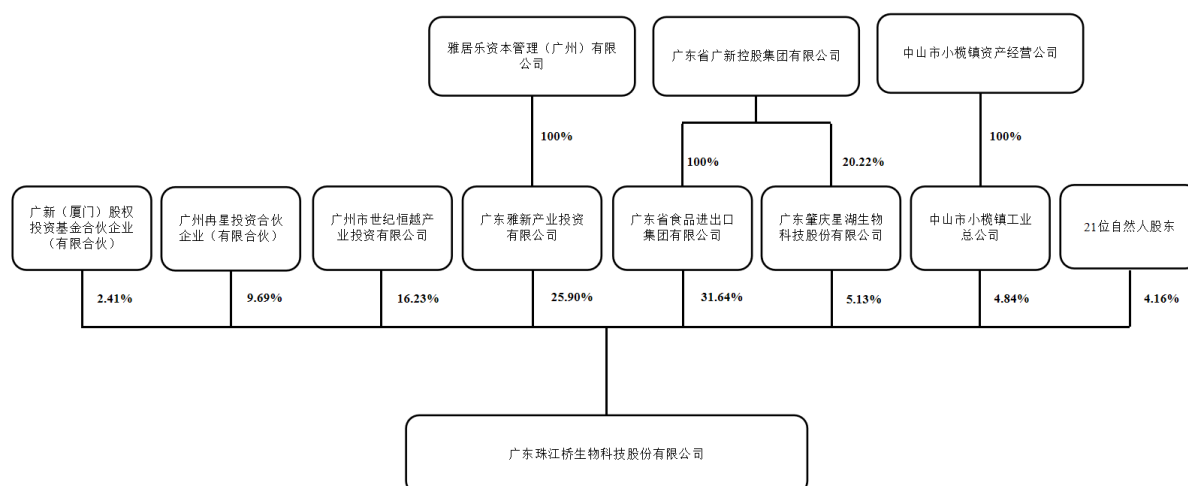 雅居乐资本管理（广州）有限
公司
广东省广新控股集团有限公司
中山市小榄镇资产经营公司
100%
100%
20.22%
100%
广新（厦门）股权
投资基金合伙企业
（有限合伙）
广州冉星投资合伙
企业（有限合伙）
广州市世纪恒越产
业投资有限公司
广东雅新产业投资
有限公司
广东省食品进出口
集团有限公司
广东肇庆星湖生物
科技股份有限公司
中山市小榄镇工业
总公司
21位自然人股东
2.41%
9.69%
16.23%
25.90%
31.64%
5.13%
4.84%
4.16%
广东珠江桥生物科技股份有限公司